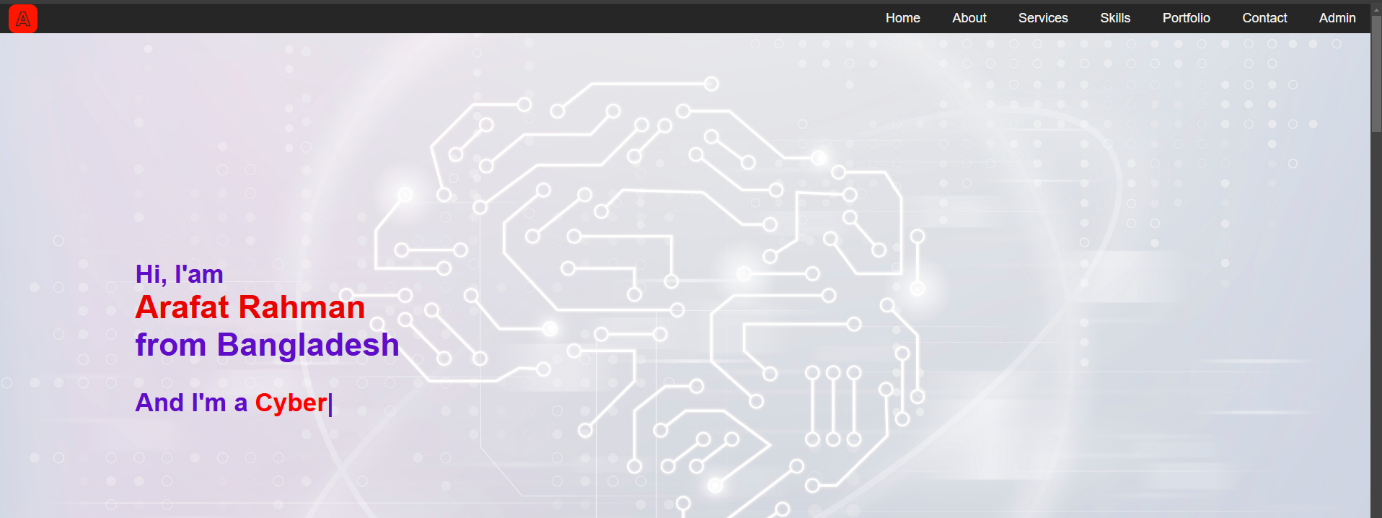 A
Home About Services Skills Portfolio Contact Admin
Hi, I'am
Arafat Rahman
from Bangladesh
And I'm a Cyber|